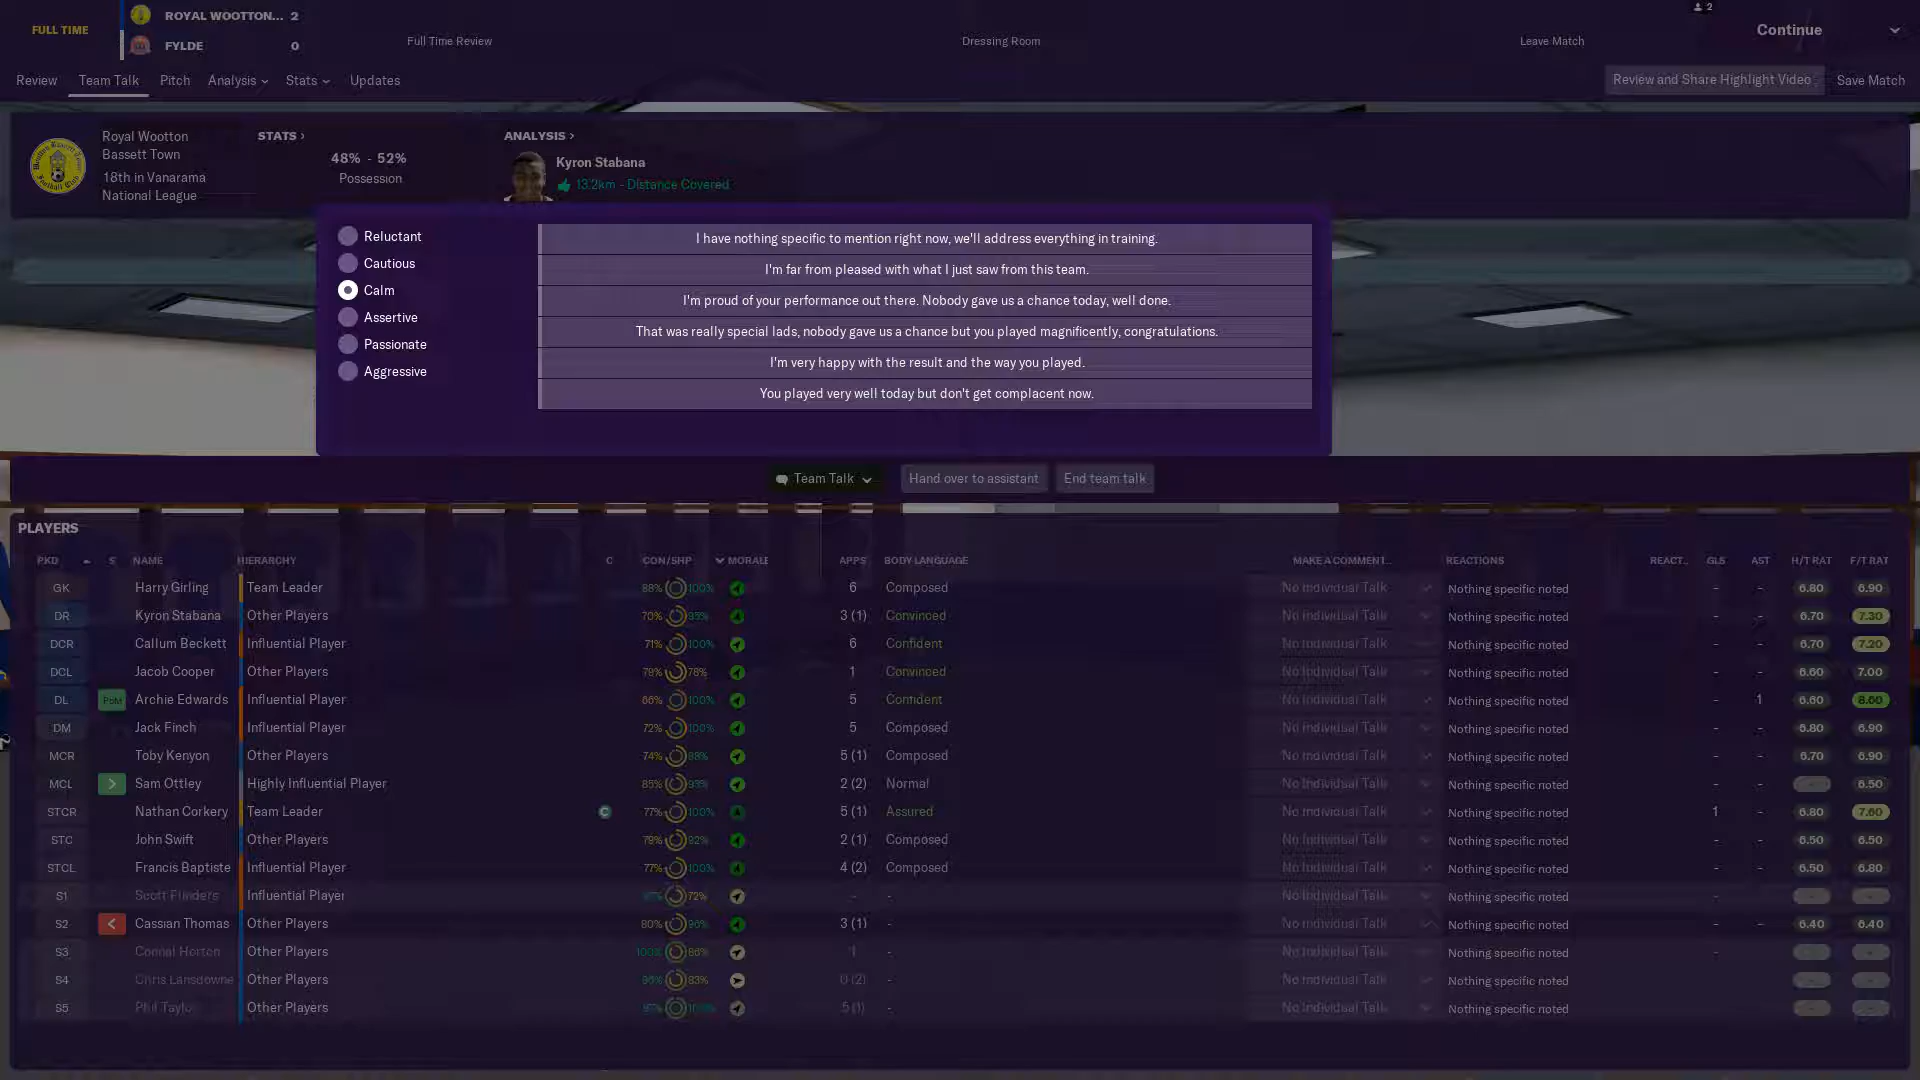 FULL TIME
ROYAL WOOTTON... 2
FYLDE 0
Full Time Review
Dressing Room
Leave Match
2
Continue
Review Team Talk Pitch Analysis Stats Updates
Review and Share Highlight Video Save Match
Royal Wootton
Bassett Town
18th in Vanarama
National League
STATS ›
48% - 52%
Possession
ANALYSIS ›
Kyron Stabana
13.2km - Distance Covered
Reluctant
Cautious
Calm
Assertive
Passionate
Aggressive
I have nothing specific to mention right now, we'll address everything in training.
I'm far from pleased with what I just saw from this team.
I'm proud of your performance out there. Nobody gave us a chance today, well done.
That was really special lads, nobody gave us a chance but you played magnificently, congratulations.
I'm very happy with the result and the way you played.
You played very well today but don't get complacent now.
Team Talk Hand over to assistant End team talk
PLAYERS
PKD S NAME HIERARCHY C CON/SHP MORALE APPS BODY LANGUAGE MAKE A COMMENT... REACTIONS REACT... GLS AST H/T RAT F/T RAT
GK Harry Girling Team Leader 88% 100% 6 Composed No Individual Talk Nothing specific noted - - 6.80 6.90
DR Kyron Stabana Other Players 70% 95% 3 (1) Convinced No Individual Talk Nothing specific noted - - 6.70 7.30
DCR Callum Beckett Influential Player 71% 100% 6 Confident No Individual Talk Nothing specific noted - - 6.70 7.20
DCL Jacob Cooper Other Players 79% 78% 1 Convinced No Individual Talk Nothing specific noted - - 6.60 7.00
DL PoM Archie Edwards Influential Player 66% 100% 5 Confident No Individual Talk Nothing specific noted - 1 6.60 8.60
DM Jack Finch Influential Player 72% 100% 5 Composed No Individual Talk Nothing specific noted - - 6.80 6.90
MCR Toby Kenyon Other Players 74% 5 (1) Composed No Individual Talk Nothing specific noted - - 6.70 6.90
MCL Sam Ottley Highly Influential Player 85% 93% 2 (2) Normal No Individual Talk Nothing specific noted - - - 6.50
STCR Nathan Corkery Team Leader C 77% 100% 5 (1) Assured No Individual Talk Nothing specific noted 1 - 6.80 7.60
STC John Swift Other Players 79% 92% 2 (1) Composed No Individual Talk Nothing specific noted - - 6.50 6.50
STCL Francis Baptiste Influential Player 77% 100% 4 (2) Composed No Individual Talk Nothing specific noted - - 6.50 6.80
S1 Scott Flinders Influential Player 72% - - No Individual Talk Nothing specific noted - - - -
S2 Cassian Thomas Other Players 80% 96% 3 (1) - No Individual Talk Nothing specific noted - - 6.40 6.40
S3 Connal Horton Other Players 100% 86% 1 - No Individual Talk Nothing specific noted - - -
S4 Chris Lansdowne Other Players 83% 0 (2) - No Individual Talk Nothing specific noted - -
S5 Phil Taylor Other Players 5 (1) - No Individual Talk Nothing specific noted - -